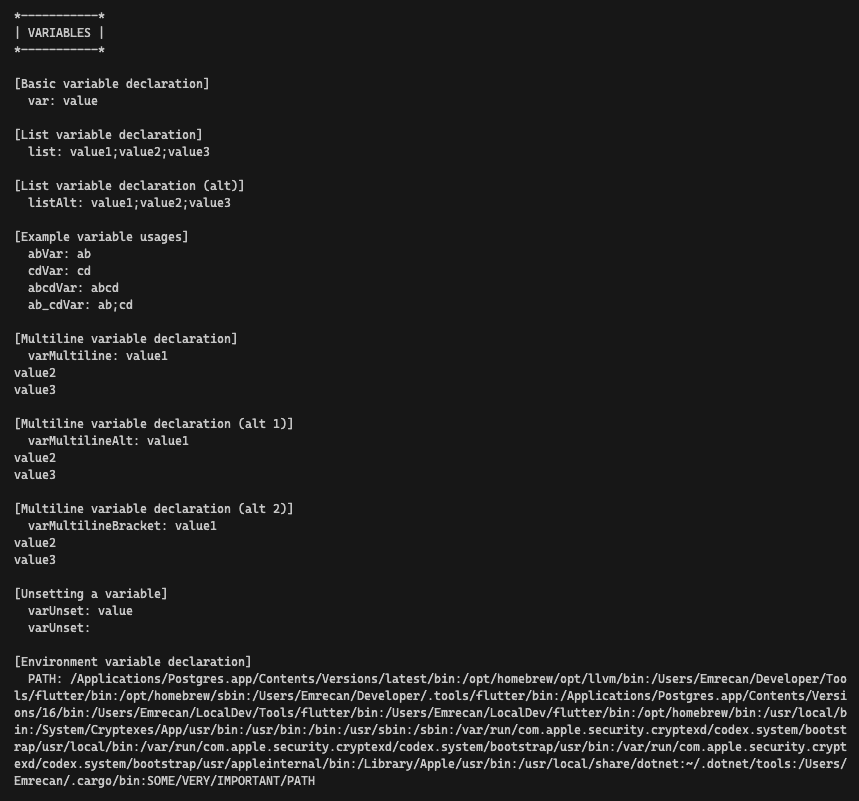 *-----------*
| VARIABLES |
*-----------*

[Basic variable declaration]
  var: value

[List variable declaration]
  list: value1;value2;value3

[List variable declaration (alt)]
  listAlt: value1;value2;value3

[Example variable usages]
  abVar: ab
  cdVar: cd
  abcdVar: abcd
  ab_cdVar: ab;cd

[Multiline variable declaration]
  varMultiline: value1
value2
value3

[Multiline variable declaration (alt 1)]
  varMultilineAlt: value1
value2
value3

[Multiline variable declaration (alt 2)]
  varMultilineBracket: value1
value2
value3

[Unsetting a variable]
  varUnset: value
  varUnset:

[Environment variable declaration]
  PATH: /Applications/Postgres.app/Contents/Versions/latest/bin:/opt/homebrew/opt/llvm/bin:/Users/Emrecan/Developer/Too
ls/flutter/bin:/opt/homebrew/sbin:/Users/Emrecan/Developer/.tools/flutter/bin:/Applications/Postgres.app/Contents/Versi
ons/16/bin:/Users/Emrecan/LocalDev/Tools/flutter/bin:/Users/Emrecan/LocalDev/flutter/bin:/opt/homebrew/bin:/usr/local/b
in:/System/Cryptexes/App/usr/bin:/usr/bin:/bin:/usr/sbin:/sbin:/var/run/com.apple.security.cryptexd/codex.system/bootst
rap/usr/local/bin:/var/run/com.apple.security.cryptexd/codex.system/bootstrap/usr/bin:/var/run/com.apple.security.crypt
exd/codex.system/bootstrap/usr/appleinternal/bin:/Library/Apple/usr/bin:/usr/local/share/dotnet:~/.dotnet/tools:/Users/
Emrecan/.cargo/bin:SOME/VERY/IMPORTANT/PATH